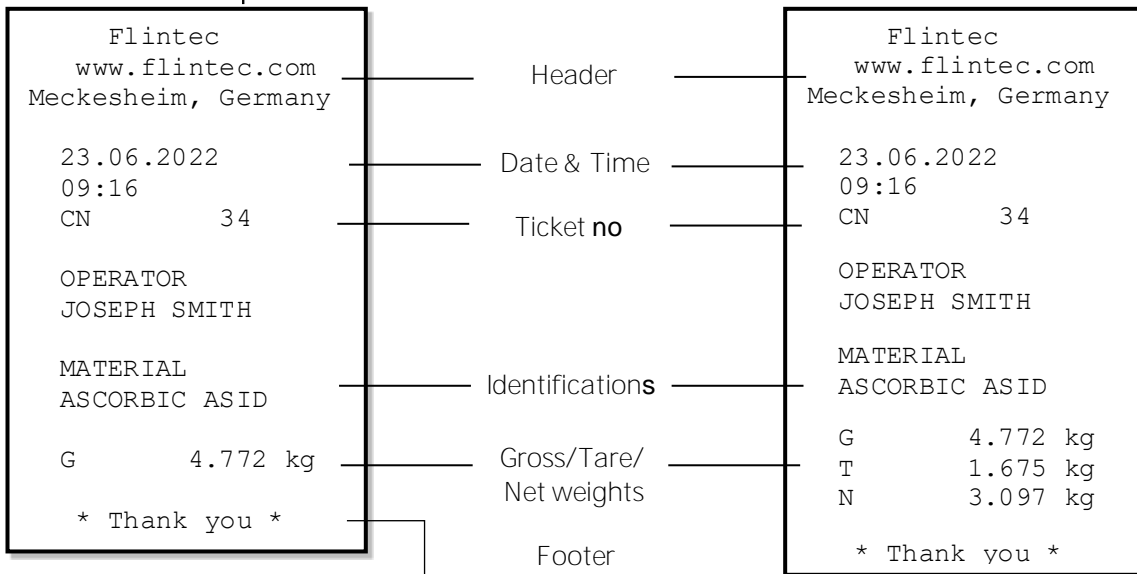 Flintec
www.flintec.com
Meckesheim, Germany
23.06.2022
09:16
CN 34
OPERATOR
JOSEPH SMITH
MATERIAL
ASCORBIC ASID
G 4.772 kg
* Thank you *
Header
Date & Time
Ticket no
Identifications
Gross/Tare/
Net weights
Footer
Flintec
www.flintec.com
Meckesheim, Germany
23.06.2022
09:16
CN 34
OPERATOR
JOSEPH SMITH
MATERIAL
ASCORBIC ASID
G 4.772 kg
T 1.675 kg
N 3.097 kg
* Thank you *